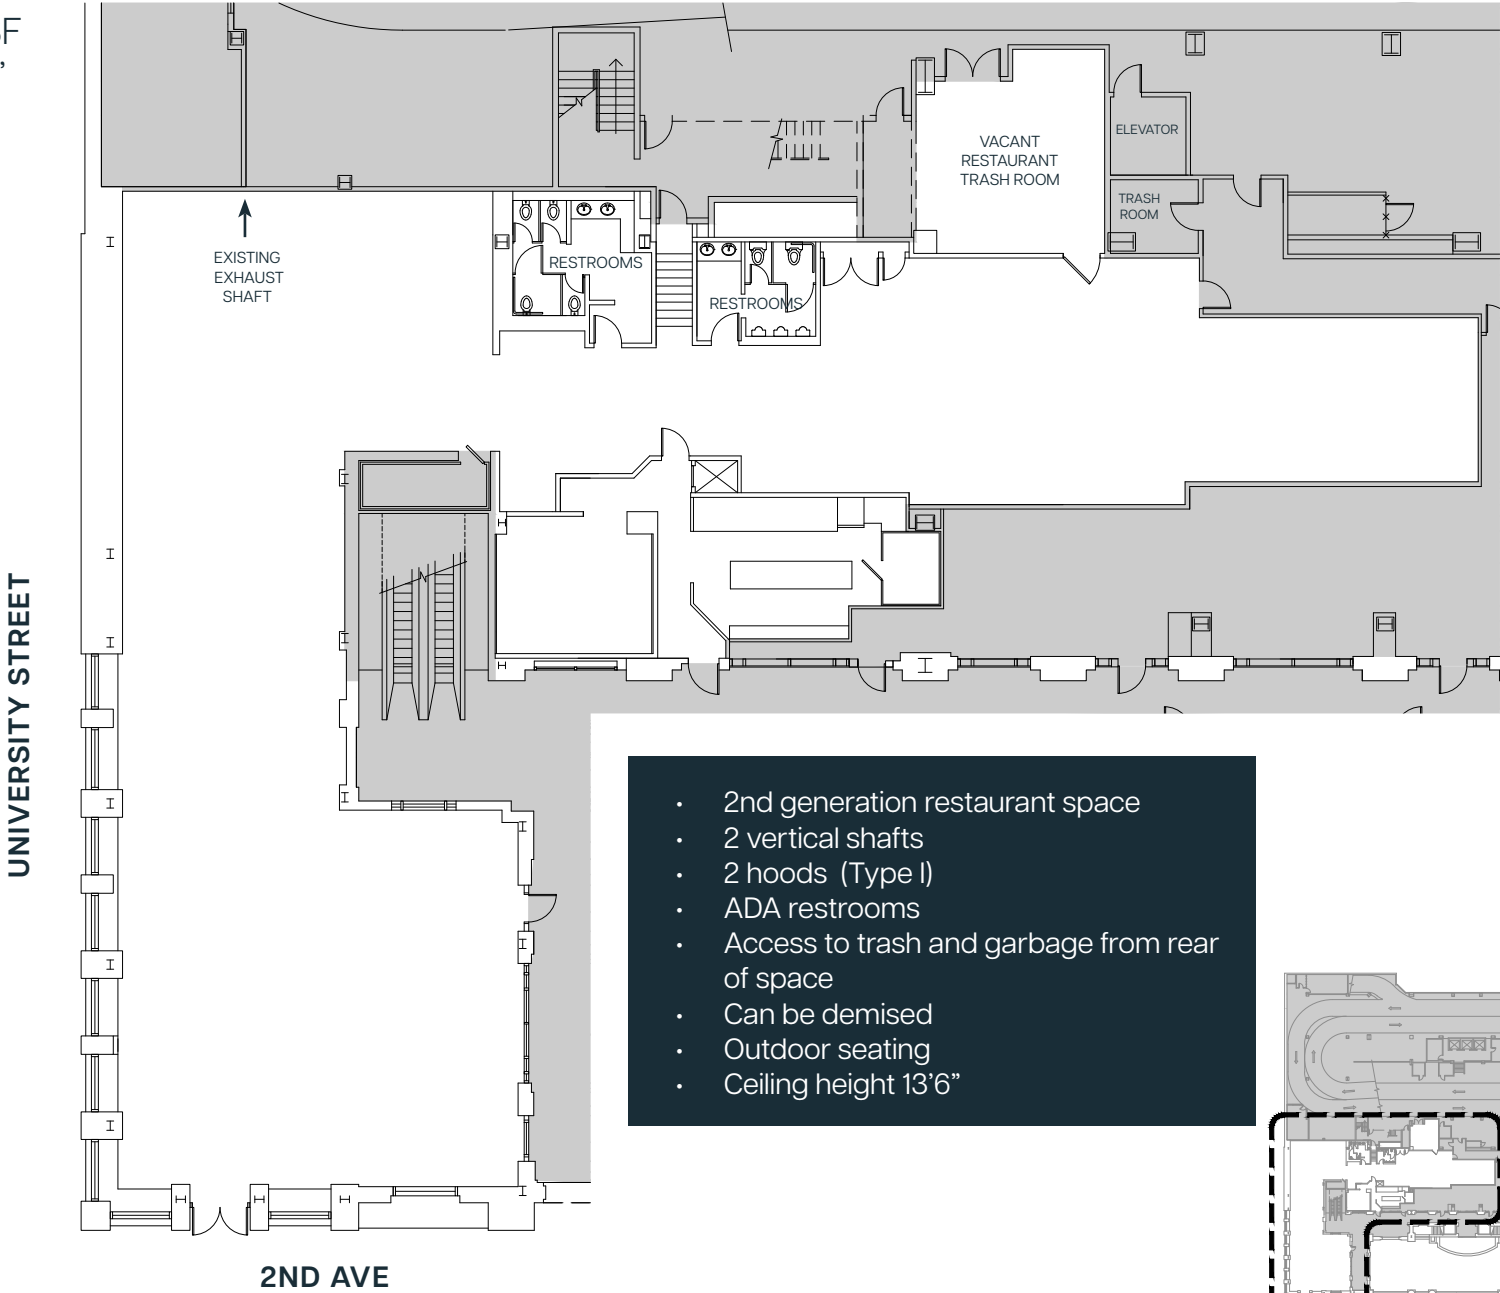 F
’
VACANT
RESTAURANT
TRASH ROOM
ELEVATOR
TRASH
ROOM
EXISTING
EXHAUST
SHAFT
RESTROOMS
RESTROOMS
UNIVERSITY STREET
• 2nd generation restaurant space
• 2 vertical shafts
• 2 hoods (Type I)
• ADA restrooms
• Access to trash and garbage from rear
of space
• Can be demised
• Outdoor seating
• Ceiling height 13’6”
2ND AVE